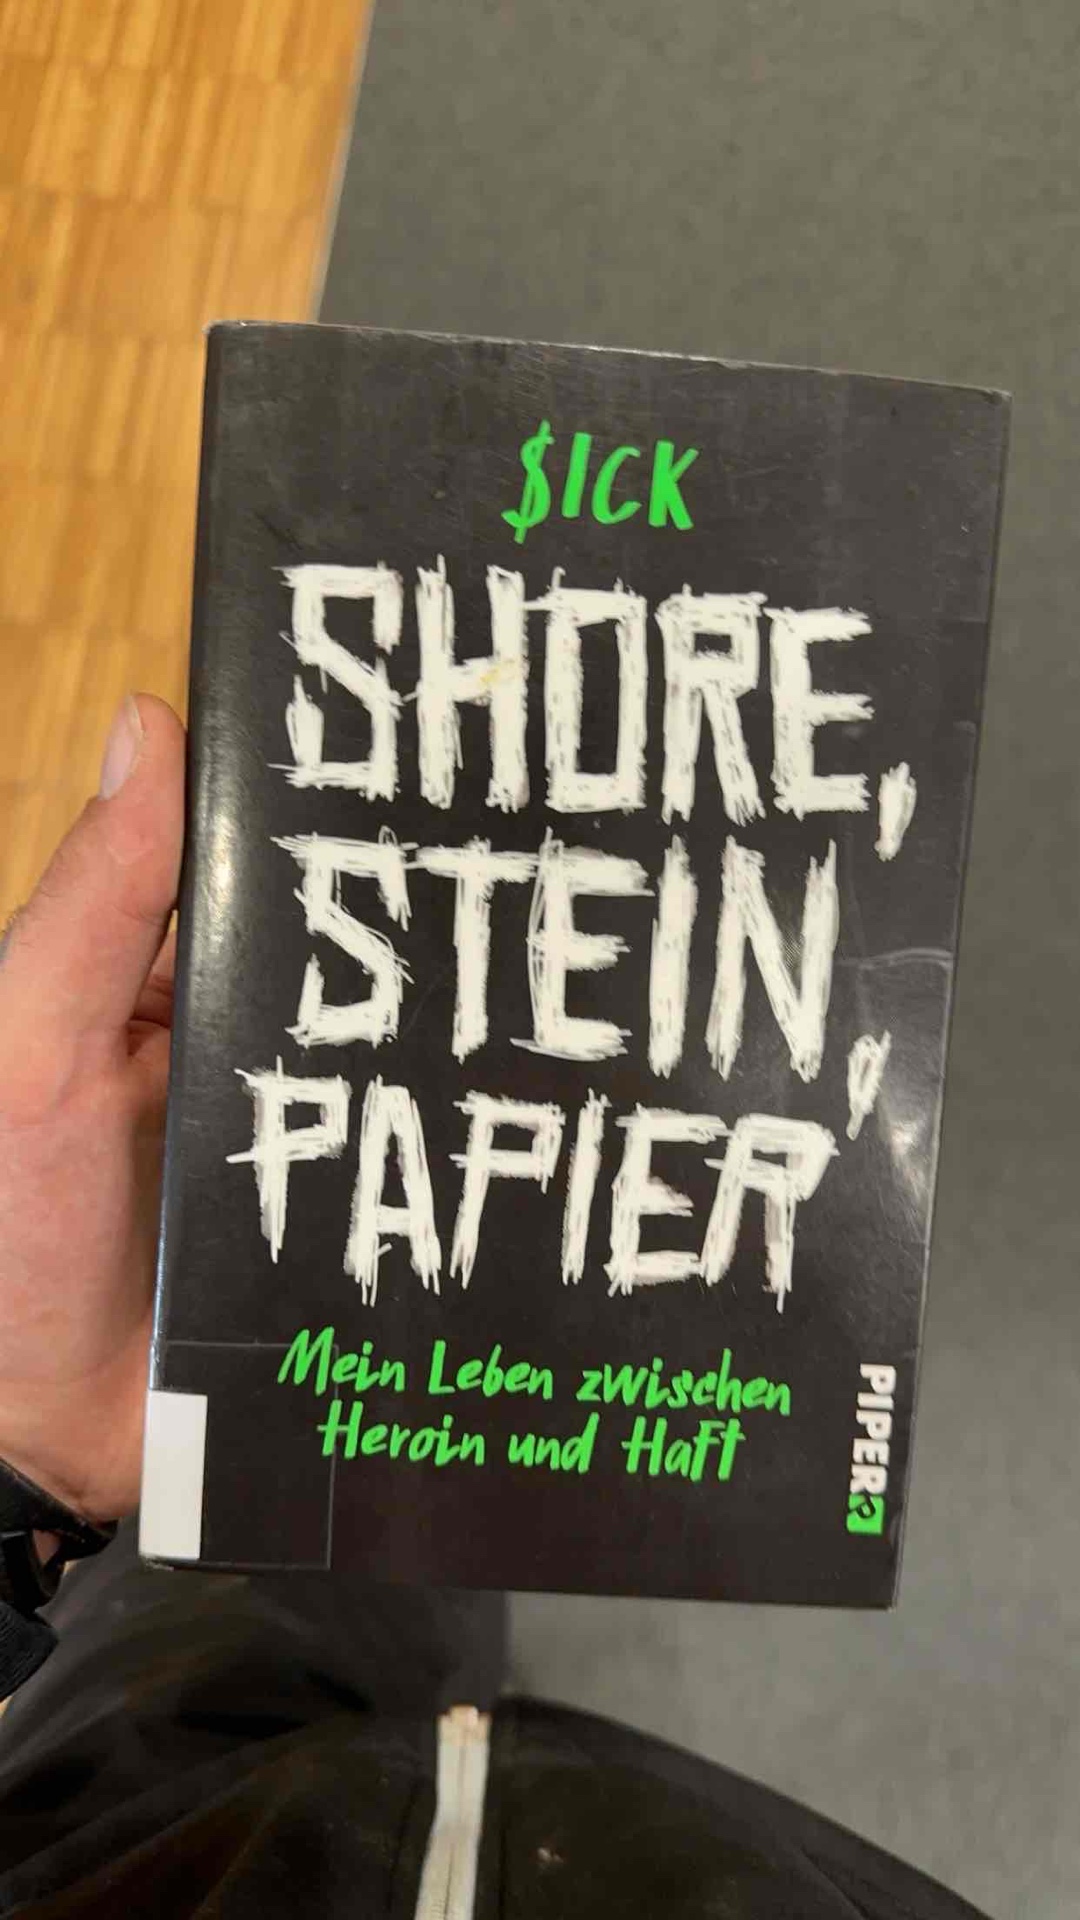 $ICK
SHORE,
STEIN,
PAPIER
Mein Leben zwischen
Heroin und Haft
PIPER